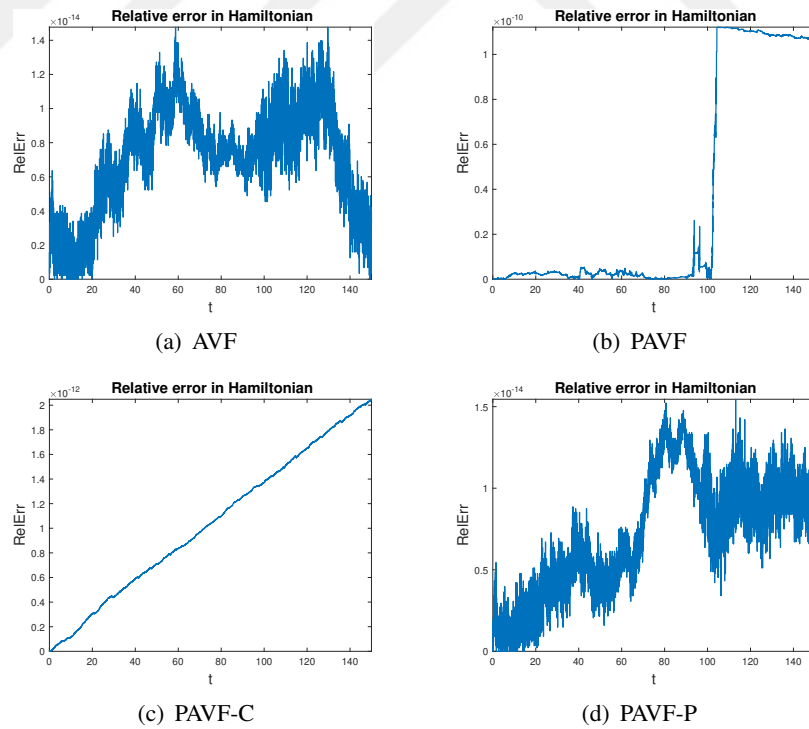 Relative error in Hamiltonian
×10⁻¹⁴
1.4
1.2
1
0.8
0.6
0.4
0.2
0
RelErr
0 20 40 60 80 100 120 140
t
(a) AVF
Relative error in Hamiltonian
×10⁻¹⁰
1
0.8
0.6
0.4
0.2
0
RelErr
0 20 40 60 80 100 120 140
t
(b) PAVF
Relative error in Hamiltonian
×10⁻¹²
2
1.8
1.6
1.4
1.2
1
0.8
0.6
0.4
0.2
0
RelErr
0 20 40 60 80 100 120 140
t
(c) PAVF-C
Relative error in Hamiltonian
×10⁻¹⁴
1.5
1
0.5
0
RelErr
0 20 40 60 80 100 120 140
t
(d) PAVF-P